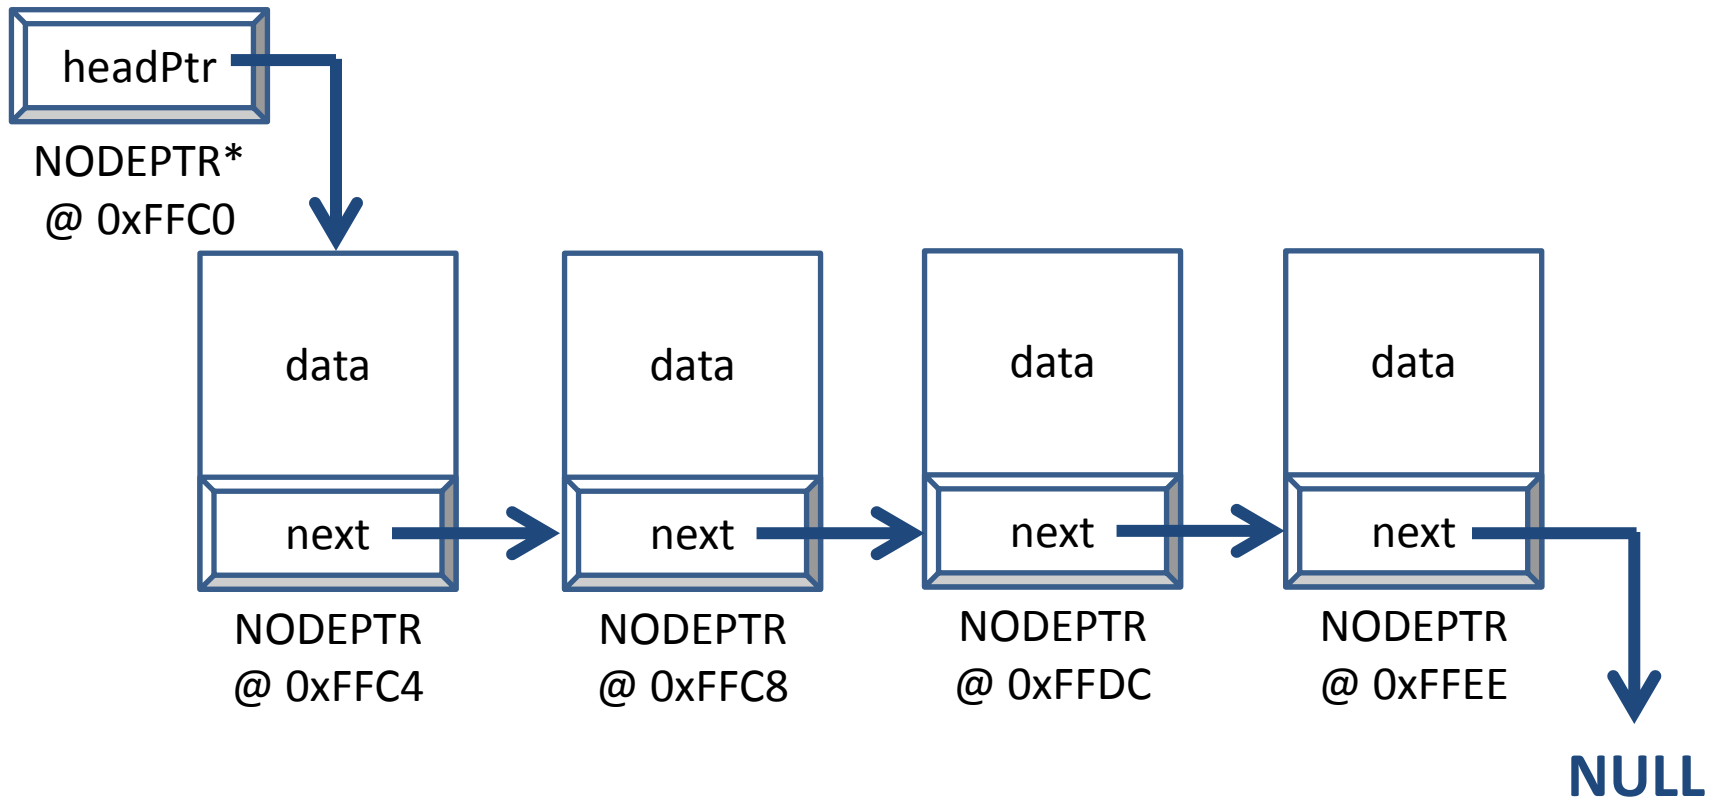 headPtr
NODEPTR*
@ 0xFFC0
data
data
data
data
next
next
next
next
NODEPTR
@ 0xFFC4
NODEPTR
@ 0xFFC8
NODEPTR
@ 0xFFDC
NODEPTR
@ 0xFFEE
NULL